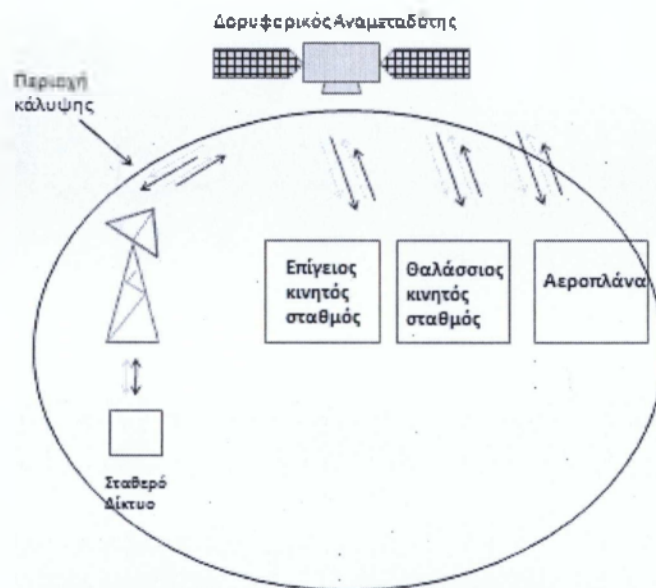 Δορυφορικός Αναμεταδότης
Περιοχή
κάλυψης
Επίγειος
κινητός
σταθμός
Θαλάσσιος
κινητός
σταθμός
Αεροπλάνα
Σταθερό
Δίκτυο